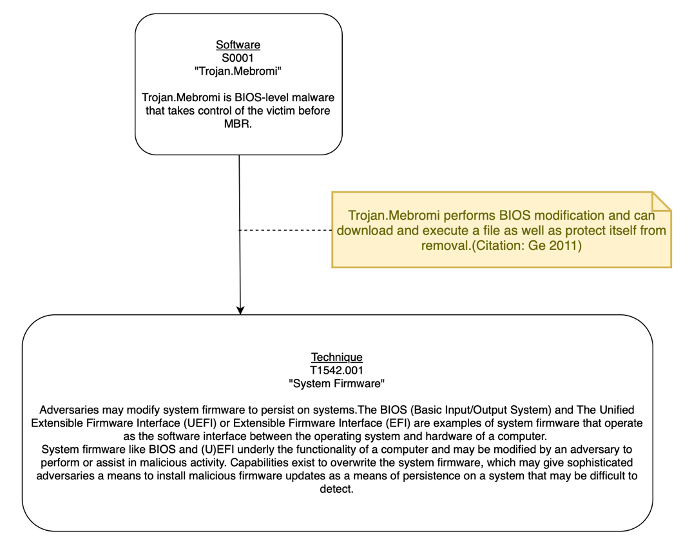 Software
S0001
"Trojan.Mebromi"
Trojan.Mebromi is BIOS-level malware
that takes control of the victim before
MBR.
Trojan.Mebromi performs BIOS modification and can
download and execute a file as well as protect itself from
removal.(Citation: Ge 2011)
Technique
T1542.001
"System Firmware"
Adversaries may modify system firmware to persist on systems.The BIOS (Basic Input/Output System) and The Unified
Extensible Firmware Interface (UEFI) or Extensible Firmware Interface (EFI) are examples of system firmware that operate
as the software interface between the operating system and hardware of a computer.
System firmware like BIOS and (U)EFI underly the functionality of a computer and may be modified by an adversary to
perform or assist in malicious activity. Capabilities exist to overwrite the system firmware, which may give sophisticated
adversaries a means to install malicious firmware updates as a means of persistence on a system that may be difficult to
detect.